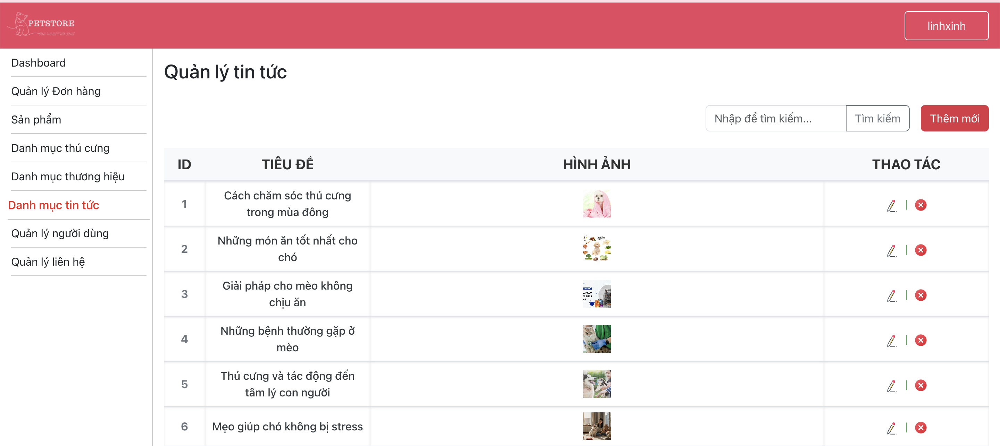 PETSTORE
linhxinh
Dashboard
Quản lý Đơn hàng
Sản phẩm
Danh mục thú cưng
Danh mục thương hiệu
Danh mục tin tức
Quản lý người dùng
Quản lý liên hệ
Quản lý tin tức
Nhập để tìm kiếm...
Tìm kiếm
Thêm mới
ID TIÊU ĐỀ HÌNH ẢNH THAO TÁC
1 Cách chăm sóc thú cưng
trong mùa đông
2 Những món ăn tốt nhất cho
chó
3 Giải pháp cho mèo không
chịu ăn
4 Những bệnh thường gặp ở
mèo
5 Thú cưng và tác động đến
tâm lý con người
6 Mẹo giúp chó không bị stress